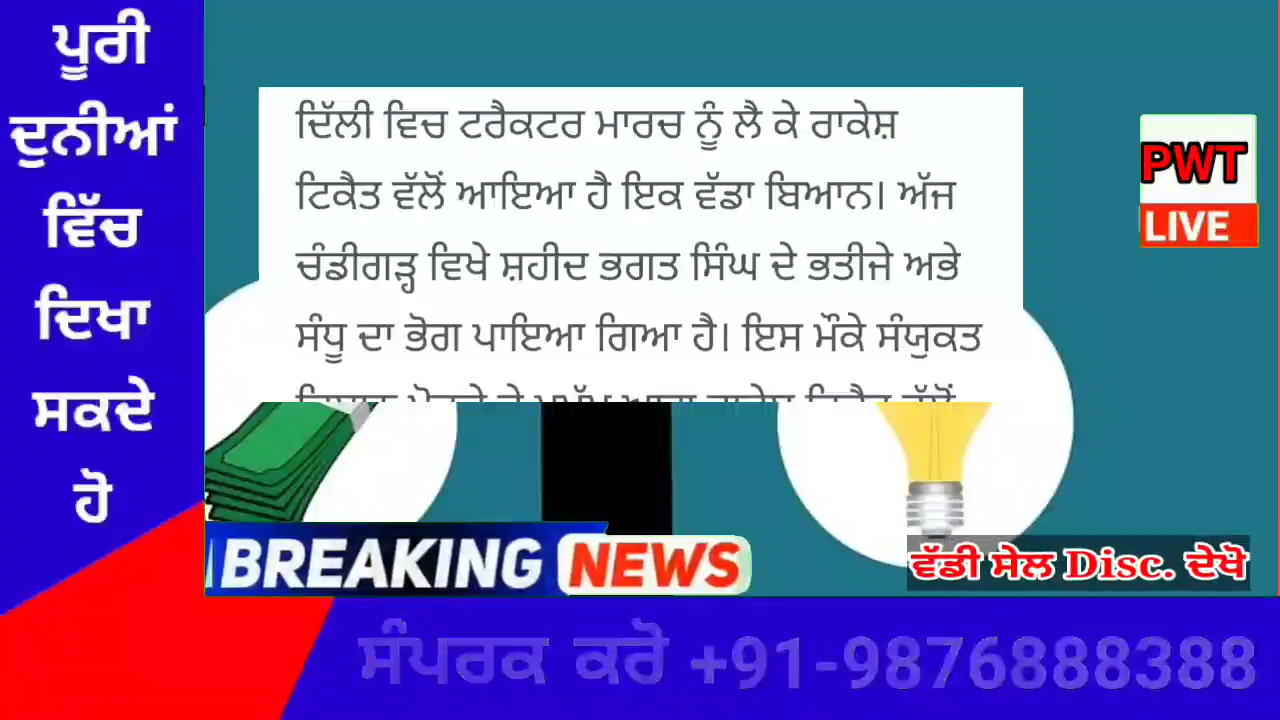 ਪੂਰੀ
ਦੁਨੀਆਂ
ਵਿੱਚ
ਦਿਖਾ
ਸਕਦੇ
ਹੋ
ਦਿੱਲੀ ਵਿਚ ਟਰੈਕਟਰ ਮਾਰਚ ਨੂੰ ਲੈ ਕੇ ਰਾਕੇਸ਼
ਟਿਕੈਤ ਵੱਲੋਂ ਆਇਆ ਹੈ ਇਕ ਵੱਡਾ ਬਿਆਨ। ਅੱਜ
ਚੰਡੀਗੜ੍ਹ ਵਿਖੇ ਸ਼ਹੀਦ ਭਗਤ ਸਿੰਘ ਦੇ ਭਤੀਜੇ ਅਭੇ
ਸੰਧੂ ਦਾ ਭੋਗ ਪਾਇਆ ਗਿਆ ਹੈ। ਇਸ ਮੌਕੇ ਸੰਯੁਕਤ
PWT
LIVE
BREAKING NEWS
ਵੱਡੀ ਸੇਲ Disc. ਦੇਖੋ
ਸੰਪਰਕ ਕਰੋ +91-9876888388